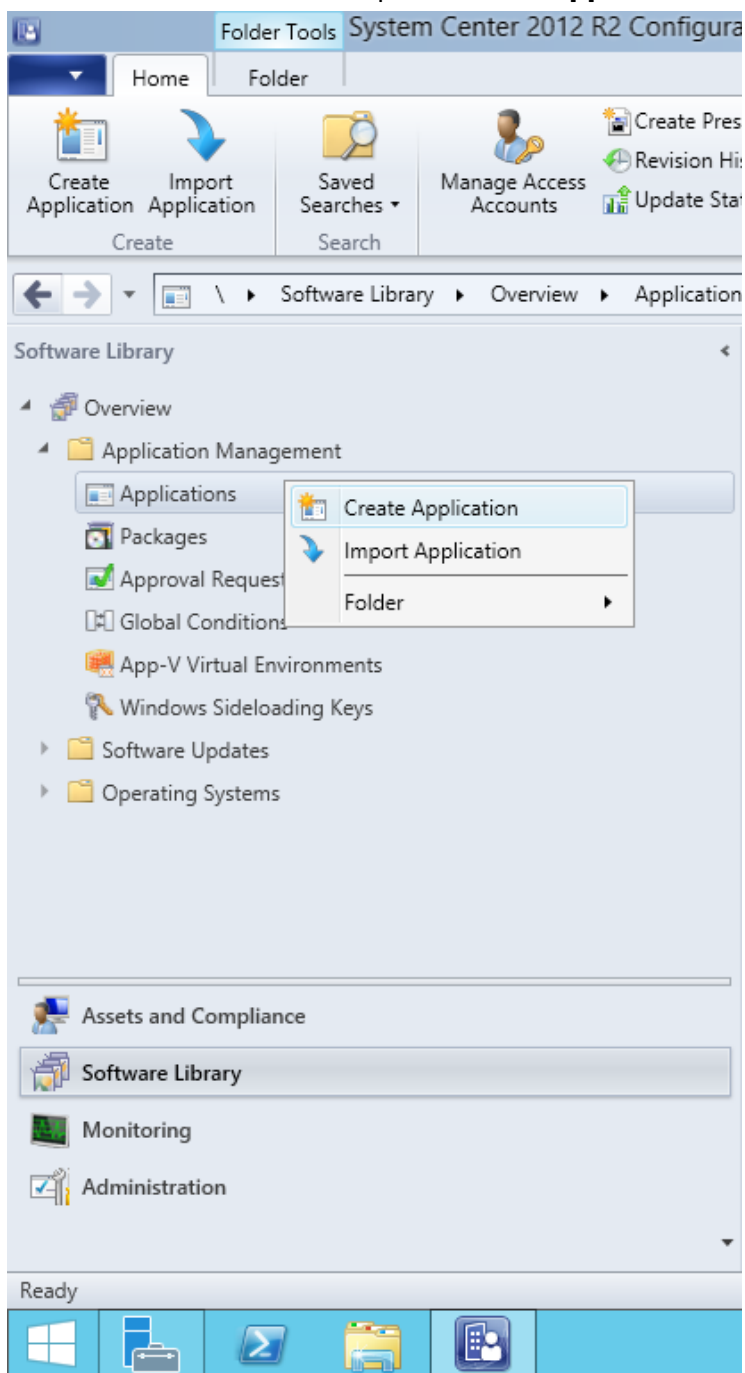 Folder Tools System Center 2012 R2 Configura
Home Folder
Create Application
Import Application
Saved Searches
Manage Access Accounts
Create Pres
Revision His
Update Stat
Create
Search
\ Software Library Overview Application
Software Library
Overview
Application Management
Applications
Create Application
Packages
Import Application
Approval Request
Folder
Global Conditions
App-V Virtual Environments
Windows Sideloading Keys
Software Updates
Operating Systems
Assets and Compliance
Software Library
Monitoring
Administration
Ready